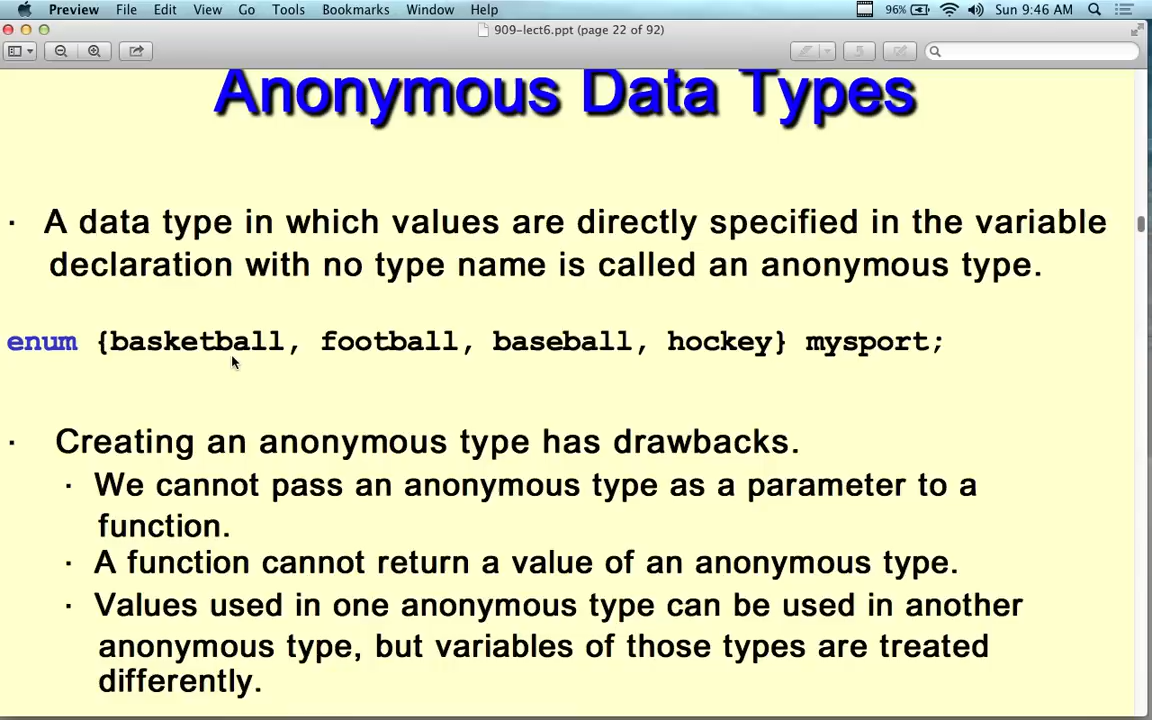 Preview File Edit View Go Tools Bookmarks Window Help 96% Sun 9:46 AM
909-lect6.ppt (page 22 of 92)
Anonymous Data Types
· A data type in which values are directly specified in the variable
declaration with no type name is called an anonymous type.
enum {basketball, football, baseball, hockey} mysport;
· Creating an anonymous type has drawbacks.
· We cannot pass an anonymous type as a parameter to a
function.
· A function cannot return a value of an anonymous type.
· Values used in one anonymous type can be used in another
anonymous type, but variables of those types are treated
differently.